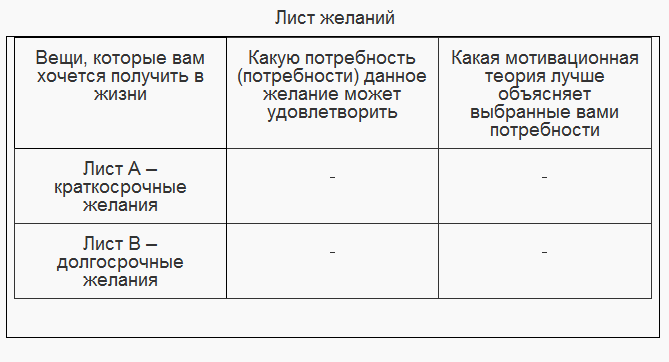 Лист желаний
Вещи, которые вам
хочется получить в
жизни
Какую потребность
(потребности) данное
желание может
удовлетворить
Какая мотивационная
теория лучше
объясняет
выбранные вами
потребности
Лист А –
краткосрочные
желания
-
-
Лист В –
долгосрочные
желания
-
-